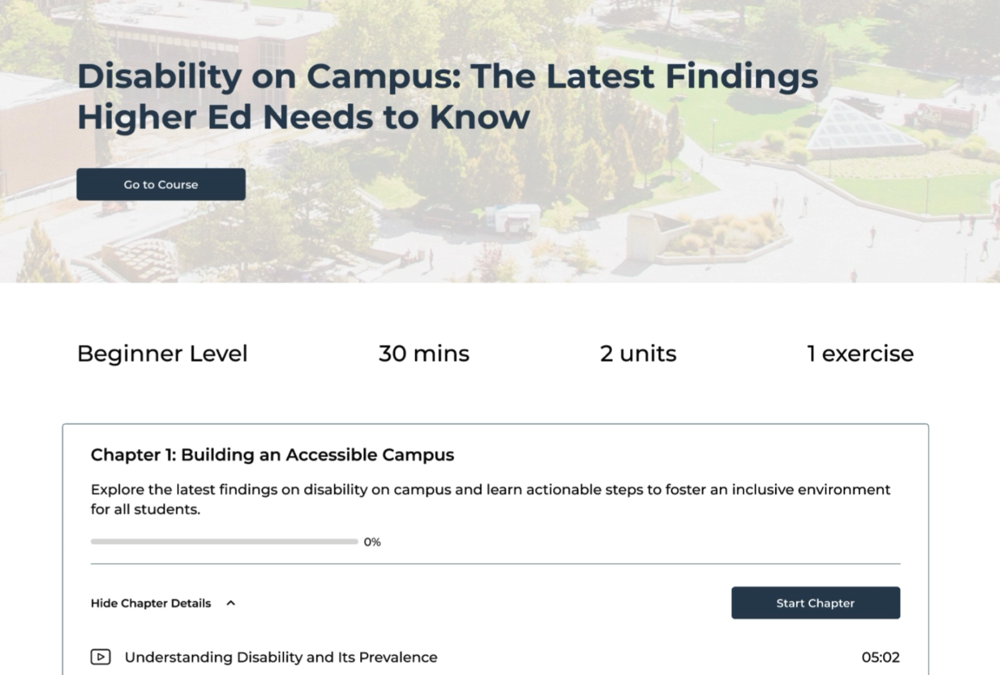 Disability on Campus: The Latest Findings
Higher Ed Needs to Know
Go to Course
Beginner Level
30 mins
2 units
1 exercise
Chapter 1: Building an Accessible Campus
Explore the latest findings on disability on campus and learn actionable steps to foster an inclusive environment
for all students.
0%
Hide Chapter Details
Start Chapter
Understanding Disability and Its Prevalence
05:02